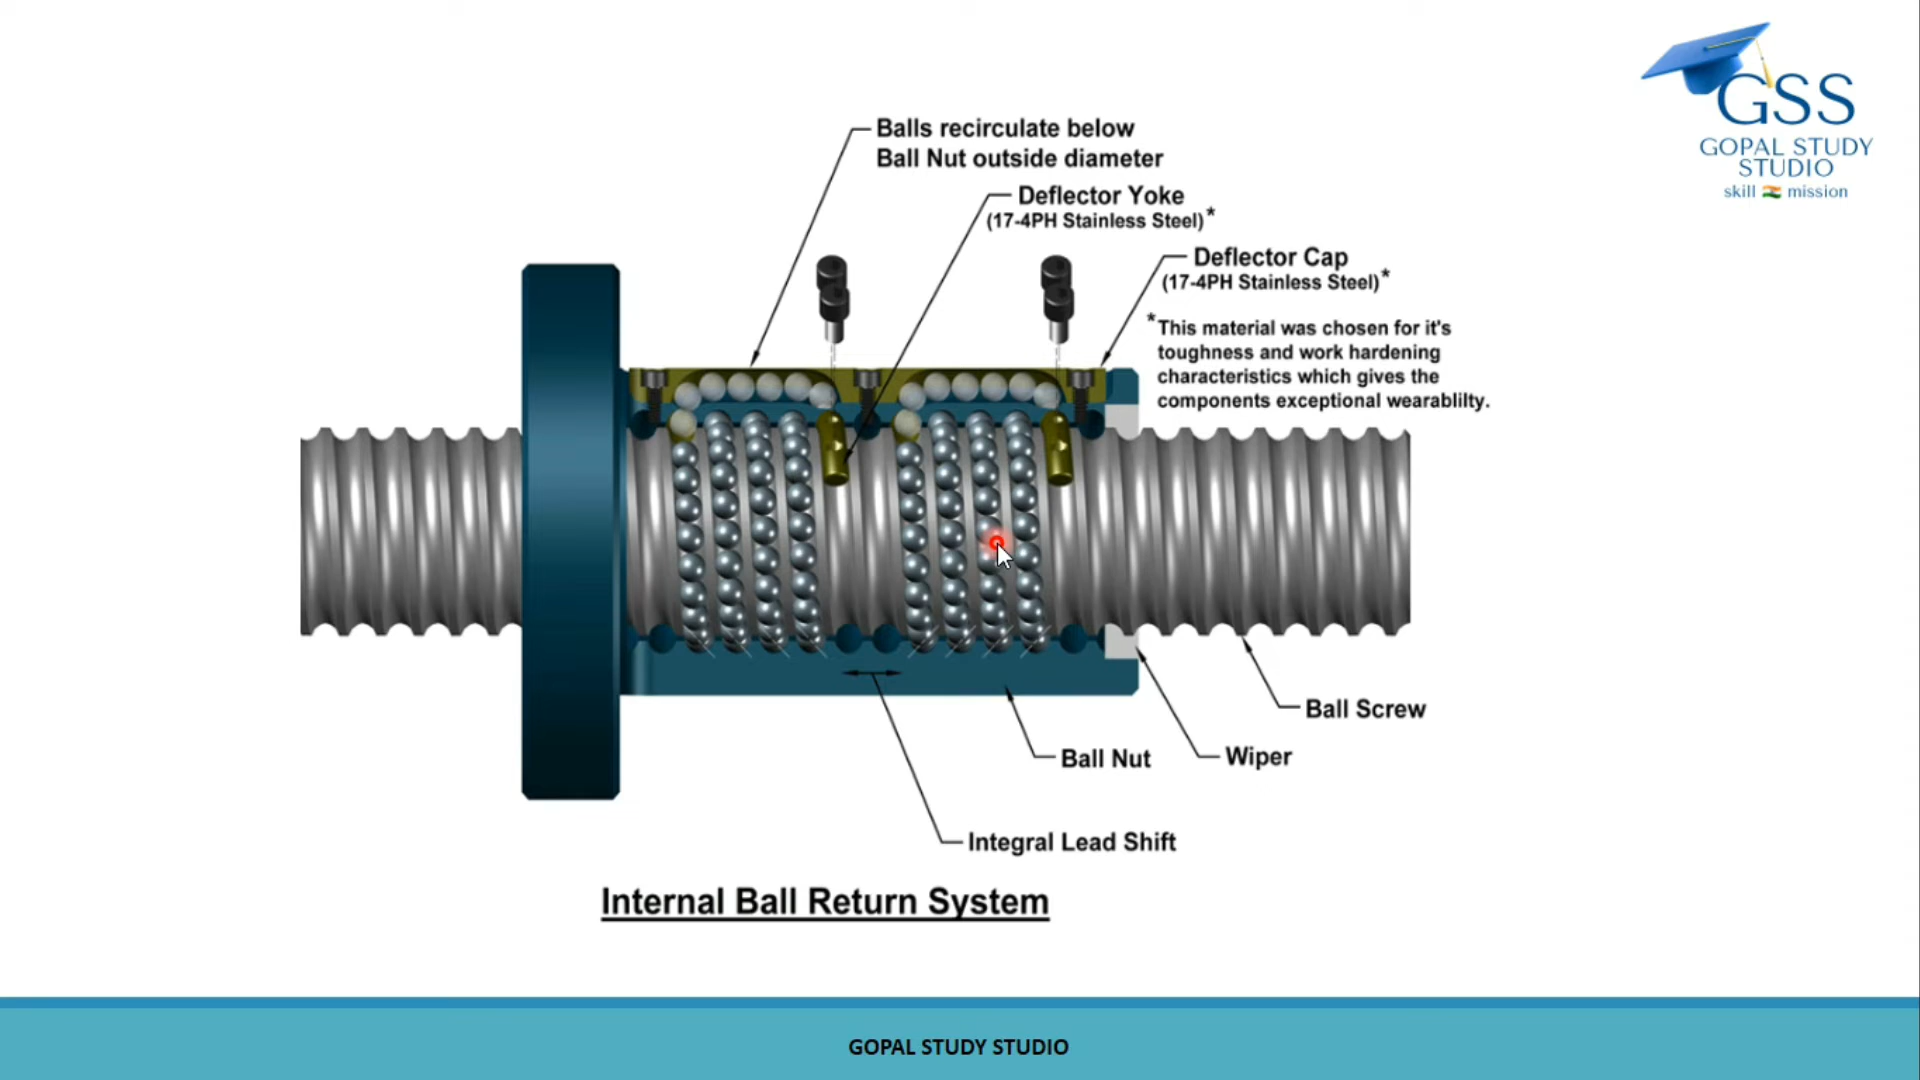 GSS
GOPAL STUDY
STUDIO
skill mission
Balls recirculate below
Ball Nut outside diameter
Deflector Yoke
(17-4PH Stainless Steel)*
Deflector Cap
(17-4PH Stainless Steel)*
*This material was chosen for it's
toughness and work hardening
characteristics which gives the
components exceptional wearablilty.
Ball Screw
Wiper
Ball Nut
Integral Lead Shift
Internal Ball Return System
GOPAL STUDY STUDIO